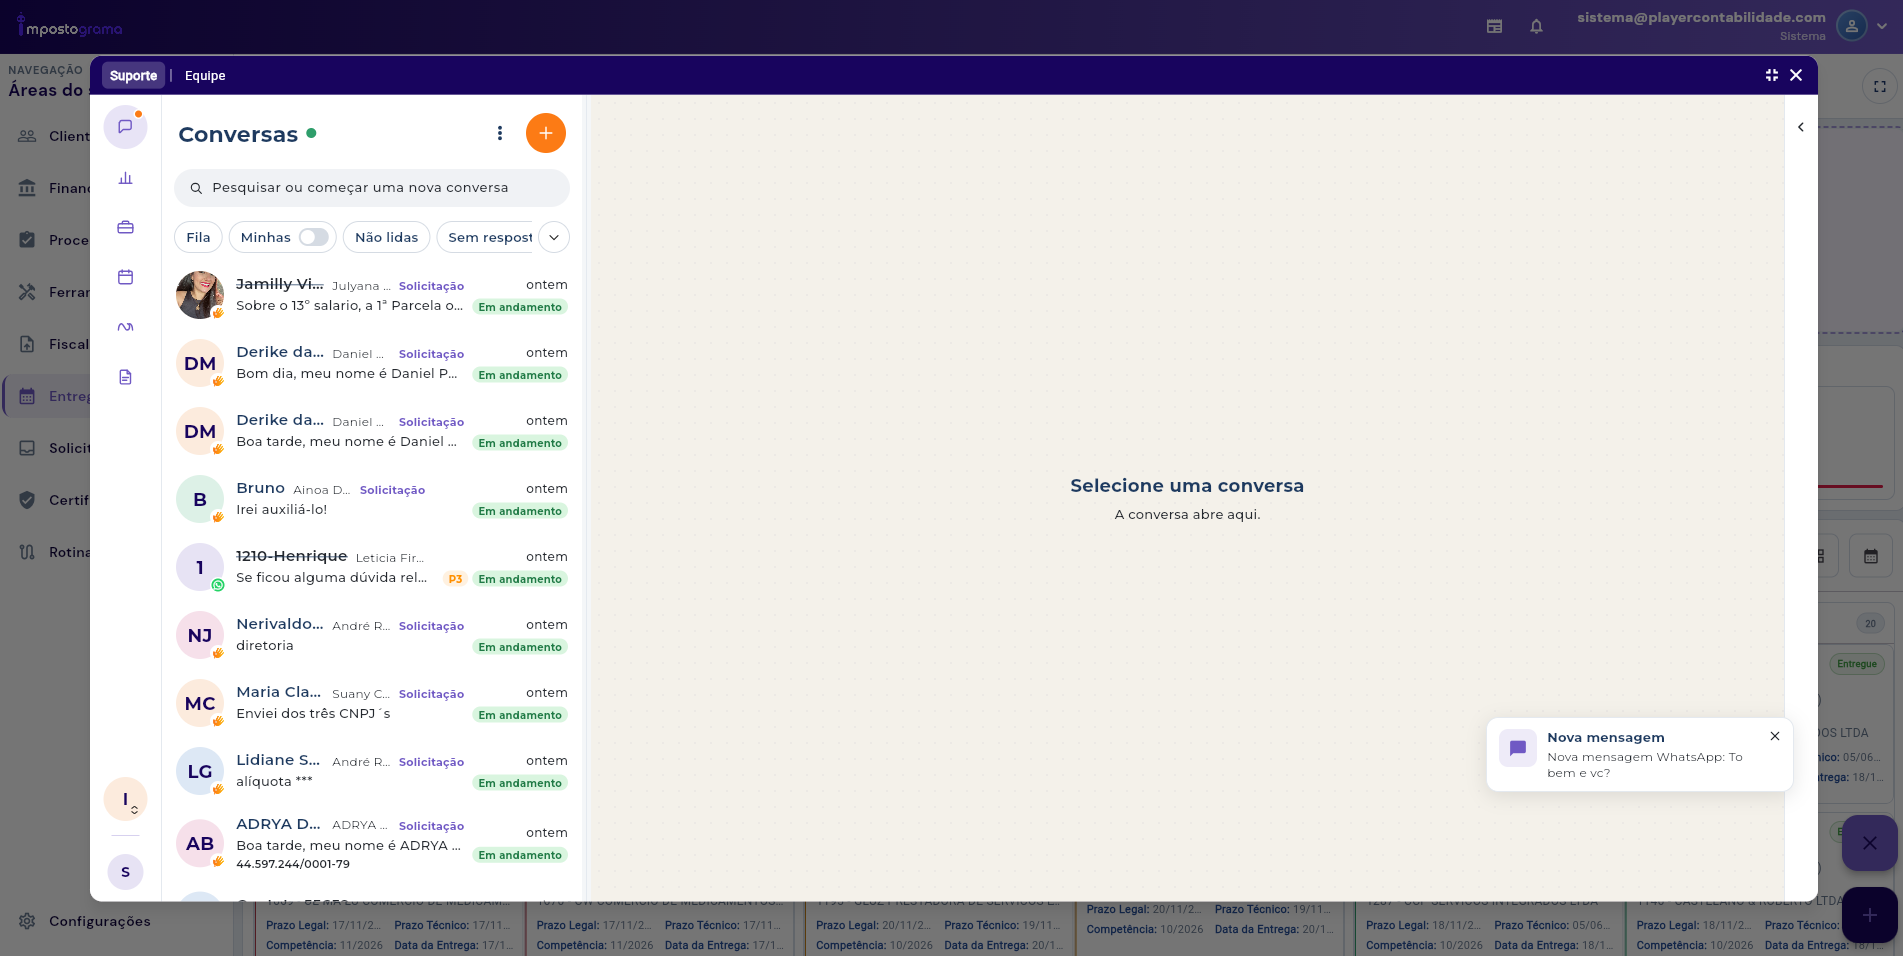 impostograma
sistema@playercontabilidade.com
Sistema
NAVEGAÇÃO
Áreas do
Suporte | Equipe
Conversas
Pesquisar ou começar uma nova conversa
Fila
Minhas
Não lidas
Sem respost
Jamilly Vi... Julyana ... Solicitação ontem
Sobre o 13º salario, a 1ª Parcela o... Em andamento
Derike da... Daniel ... Solicitação ontem
Bom dia, meu nome é Daniel P... Em andamento
DM
Derike da... Daniel ... Solicitação ontem
Boa tarde, meu nome é Daniel ... Em andamento
DM
Bruno Ainoa D... Solicitação ontem
Irei auxiliá-lo! Em andamento
B
1210-Henrique Leticia Fir... ontem
Se ficou alguma dúvida rel... P3 Em andamento
1
Nerivaldo... André R... Solicitação ontem
diretoria Em andamento
NJ
Maria Cla... Suany C... Solicitação ontem
Enviei dos três CNPJ´s Em andamento
MC
Lidiane S... André R... Solicitação ontem
alíquota *** Em andamento
LG
ADRYA D... ADRYA ... Solicitação ontem
Boa tarde, meu nome é ADRYA ... Em andamento
44.597.244/0001-79
AB
I
S
Selecione uma conversa
A conversa abre aqui.
Nova mensagem
Nova mensagem WhatsApp: To
bem e vc?
Client
Financ
Proce
Ferrar
Fiscal
Entreg
Solicit
Certif
Rotina
Configurações
20
Entregue
DOS LTDA
nico: 05/06...
ntrega: 18/1...
Prazo Legal: 17/11/2... Prazo Técnico: 17/11...
Competência: 11/2026 Data da Entrega: 17/1...
Prazo Legal: 17/11/2... Prazo Técnico: 17/11...
Competência: 11/2026 Data da Entrega: 17/1...
Prazo Legal: 20/11/2... Prazo Técnico: 19/11...
Competência: 10/2026 Data da Entrega: 20/1...
Prazo Legal: 20/11/2... Prazo Técnico: 19/11...
Competência: 10/2026 Data da Entrega: 20/1...
Prazo Legal: 18/11/2... Prazo Técnico: 05/06...
Competência: 10/2026 Data da Entrega: 18/1...
Prazo Legal: 18/11/2... Prazo Técnico:
Competência: 10/2026 Data da Entrega: 18/1...